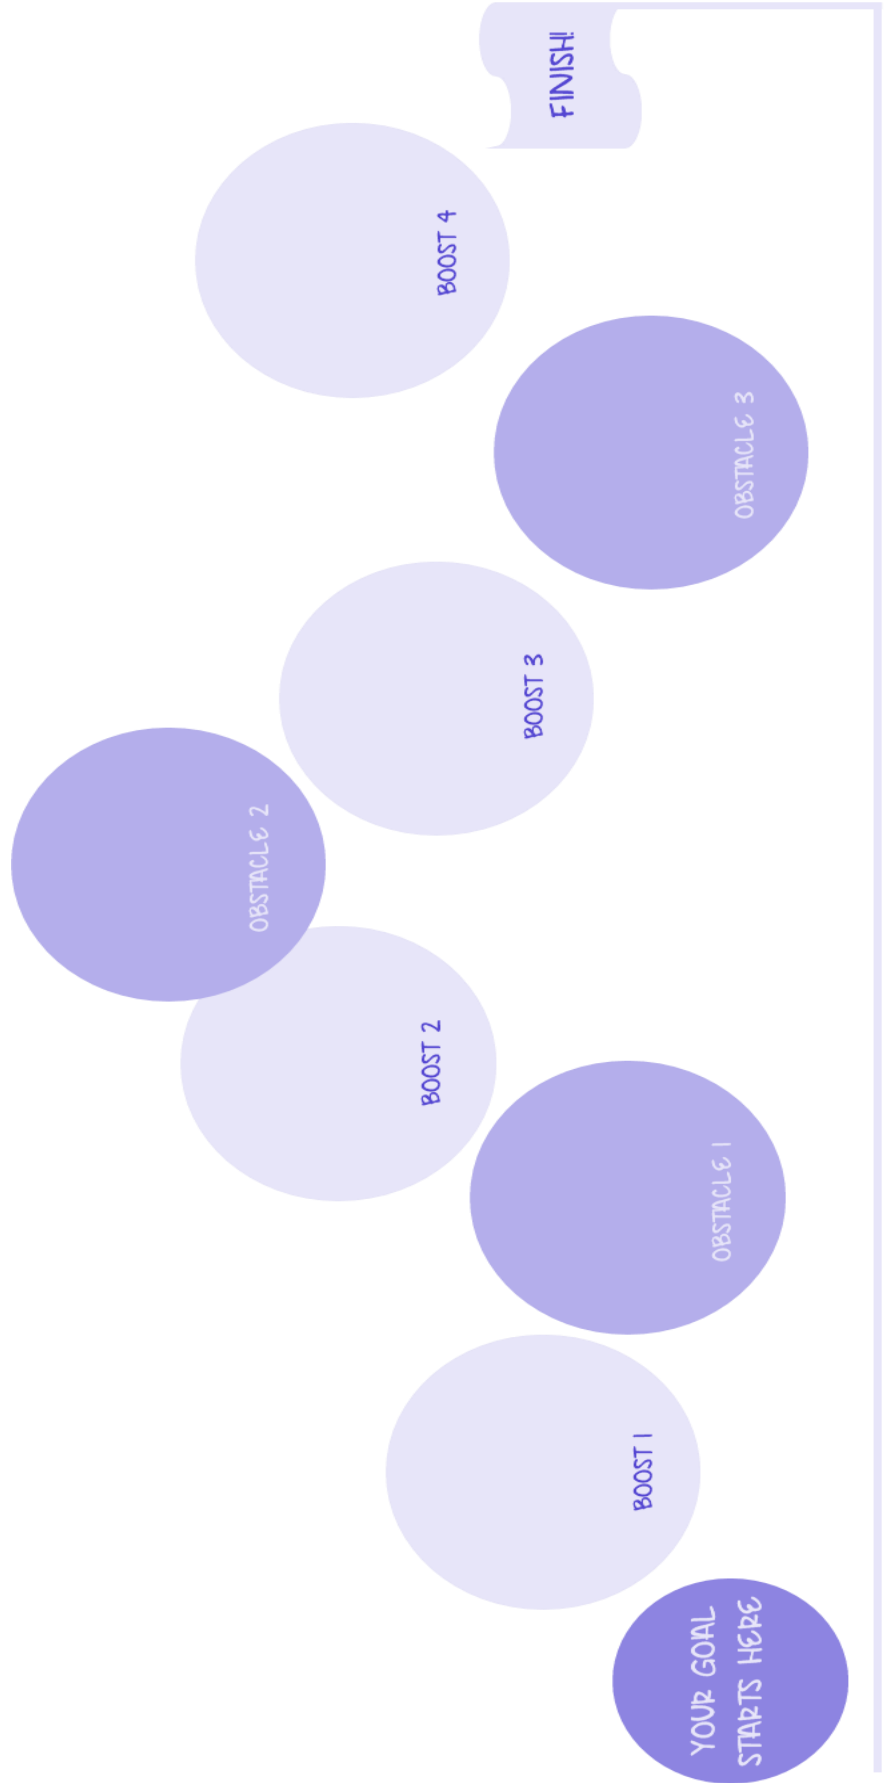 YOUR GOAL
STARTS HERE
BOOST 1
OBSTACLE 1
BOOST 2
OBSTACLE 2
BOOST 3
OBSTACLE 3
BOOST 4
FINISH!